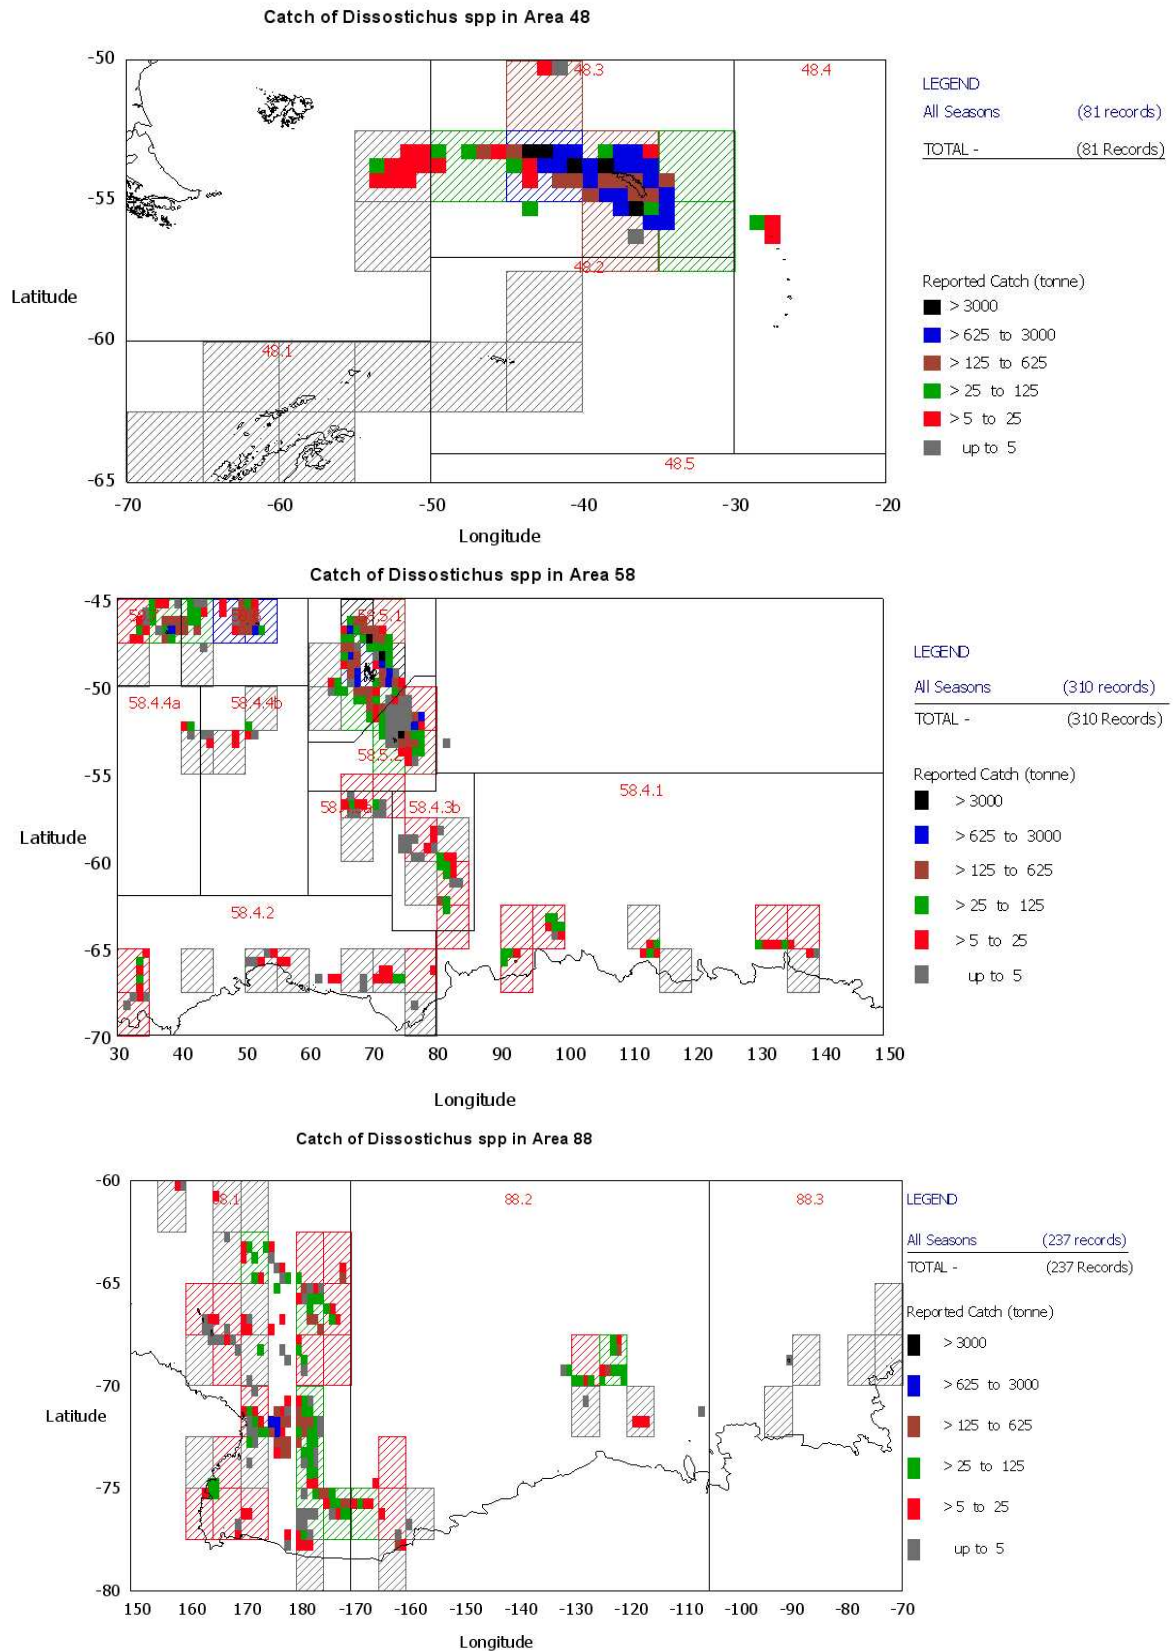 Catch of Dissostichus spp in Area 48
-50
48.3
48.4
-55
48.2
Latitude
-60
48.1
48.5
-65
-70 -60 -50 -40 -30 -20
Longitude
LEGEND
All Seasons (81 records)
TOTAL - (81 Records)
Reported Catch (tonne)
> 3000
> 625 to 3000
> 125 to 625
> 25 to 125
> 5 to 25
up to 5
Catch of Dissostichus spp in Area 58
-45
58.5.1
-50
58.4.4a 58.4.4b
58.5.2
-55
58.4.3b
58.4.1
Latitude
-60
58.4.2
-65
-70
30 40 50 60 70 80 90 100 110 120 130 140 150
Longitude
LEGEND
All Seasons (310 records)
TOTAL - (310 Records)
Reported Catch (tonne)
> 3000
> 625 to 3000
> 125 to 625
> 25 to 125
> 5 to 25
up to 5
Catch of Dissostichus spp in Area 88
-60
88.1 88.2 88.3
-65
-70
Latitude
-75
-80
150 160 170 180 -170 -160 -150 -140 -130 -120 -110 -100 -90 -80 -70
Longitude
LEGEND
All Seasons (237 records)
TOTAL - (237 Records)
Reported Catch (tonne)
> 3000
> 625 to 3000
> 125 to 625
> 25 to 125
> 5 to 25
up to 5